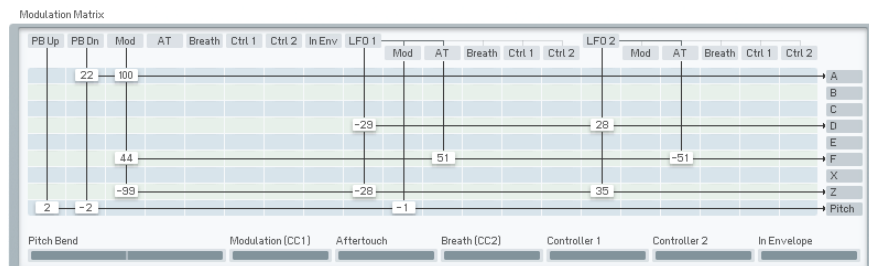 Modulation Matrix
PB Up PB Dn Mod AT Breath Ctrl 1 Ctrl 2 In Env LFO 1 LFO 2
Mod AT Breath Ctrl 1 Ctrl 2 Mod AT Breath Ctrl 1 Ctrl 2
22 100 A
B
C
-29 28 D
E
44 51 -51 F
X
-99 -28 35 Z
2 -2 -1 Pitch
Pitch Bend Modulation (CC1) Aftertouch Breath (CC2) Controller 1 Controller 2 In Envelope